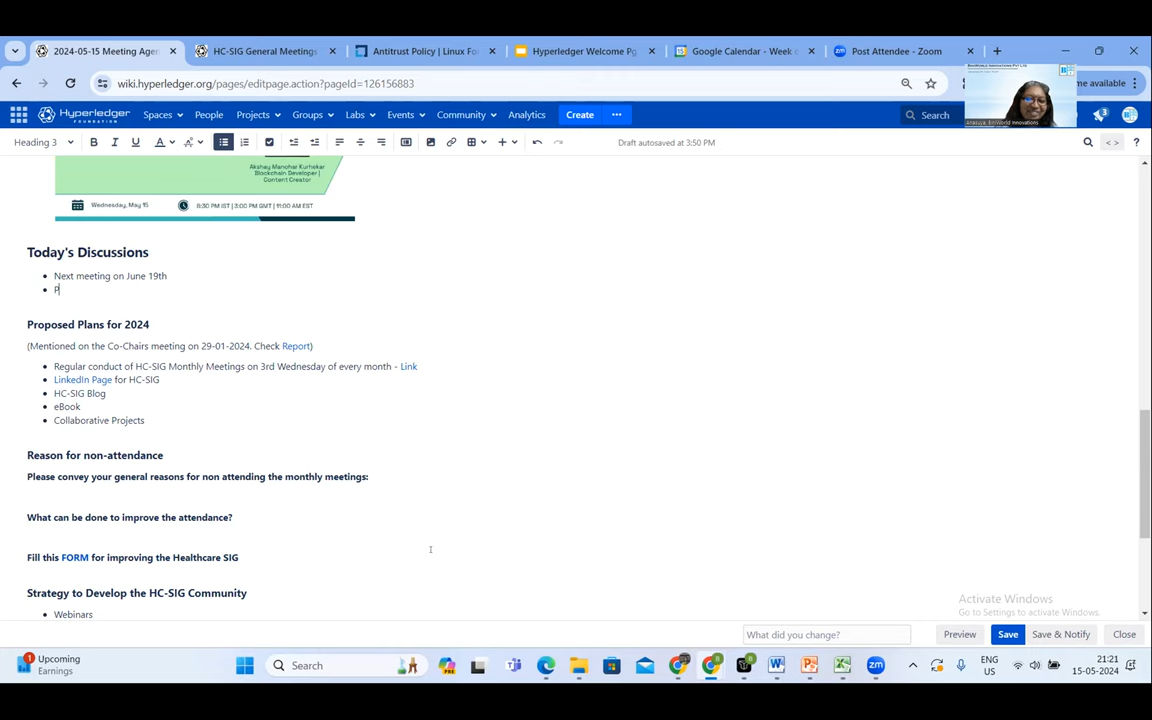 2024-05-15 Meeting Agen
HC-SIG General Meetings
Antitrust Policy | Linux Fo
Hyperledger Welcome Pg
Google Calendar - Week
Post Attendee - Zoom
wiki.hyperledger.org/pages/editpage.action?pageId=126156883
me available
HYPERLEDGER
FOUNDATION
Spaces
People
Projects
Groups
Labs
Events
Community
Analytics
Create
Search
Heading 3
B I U A
Draft autosaved at 3:50 PM
Akshay Manohar Kurhekar
Blockchain Developer |
Content Creator
Wednesday, May 15
8:30 PM IST | 3:00 PM GMT | 11:00 AM EST
Today's Discussions
• Next meeting on June 19th
• P
Proposed Plans for 2024
(Mentioned on the Co-Chairs meeting on 29-01-2024. Check Report)
• Regular conduct of HC-SIG Monthly Meetings on 3rd Wednesday of every month - Link
• LinkedIn Page for HC-SIG
• HC-SIG Blog
• eBook
• Collaborative Projects
Reason for non-attendance
Please convey your general reasons for non attending the monthly meetings:
What can be done to improve the attendance?
Fill this FORM for improving the Healthcare SIG
Strategy to Develop the HC-SIG Community
• Webinars
Activate Windows
Go to Settings to activate Windows.
What did you change?
Preview
Save
Save & Notify
Close
Upcoming
Earnings
Search
ENG
US
21:21
15-05-2024